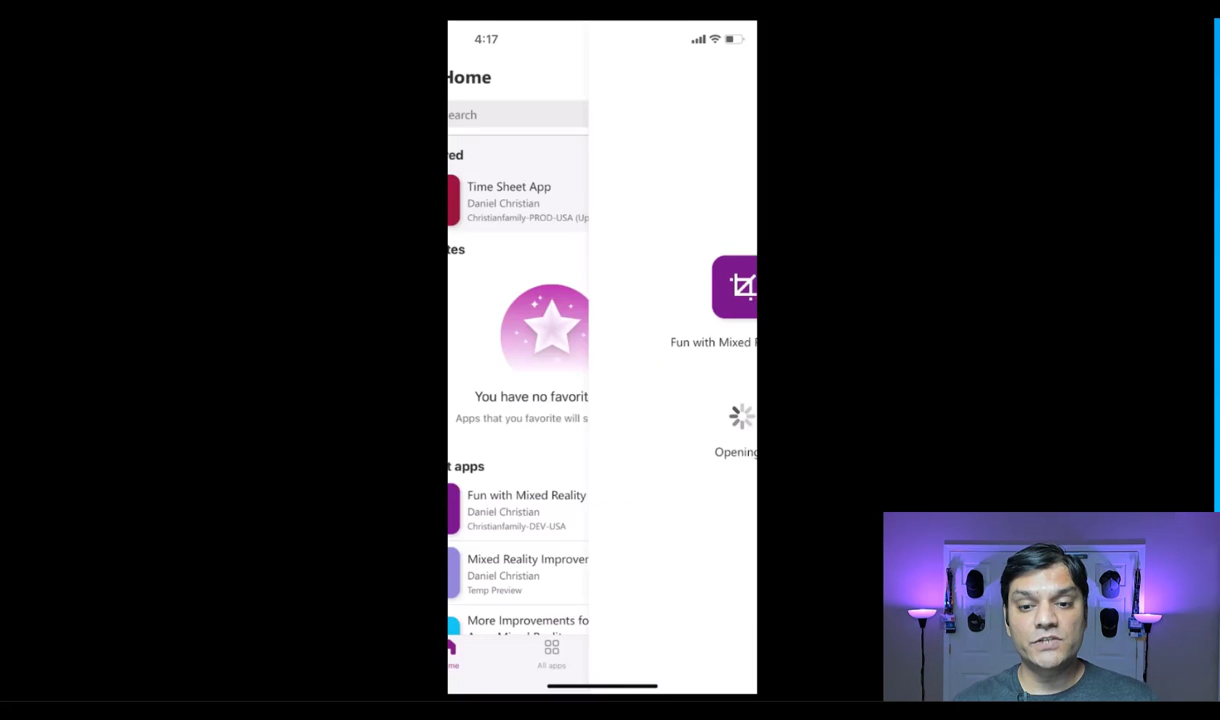 4:17
Home
earch
red
Time Sheet App
Daniel Christian
Christianfamily-PROD-USA (Up
tes
Fun with Mixed R
You have no favorit
Apps that you favorite will s
Opening
t apps
Fun with Mixed Reality
Daniel Christian
Christianfamily-DEV-USA
Mixed Reality Improver
Daniel Christian
Temp Preview
More Improvements fo
me
All apps